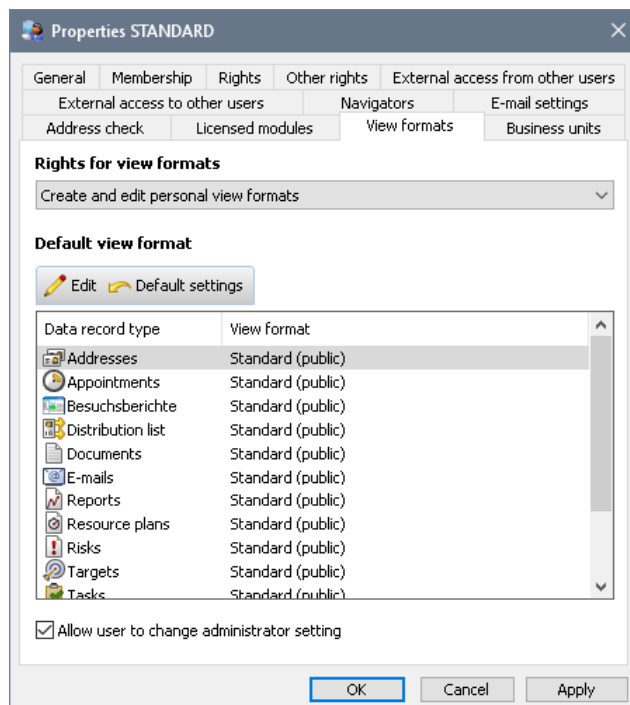 Properties STANDARD
General Membership Rights Other rights External access from other users
External access to other users Navigators E-mail settings
Address check Licensed modules View formats Business units
Rights for view formats
Create and edit personal view formats
Default view format
Edit Default settings
Data record type View format
Addresses Standard (public)
Appointments Standard (public)
Besuchsberichte Standard (public)
Distribution list Standard (public)
Documents Standard (public)
E-mails Standard (public)
Reports Standard (public)
Resource plans Standard (public)
Risks Standard (public)
Targets Standard (public)
Tasks Standard (public)
Allow user to change administrator setting
OK Cancel Apply